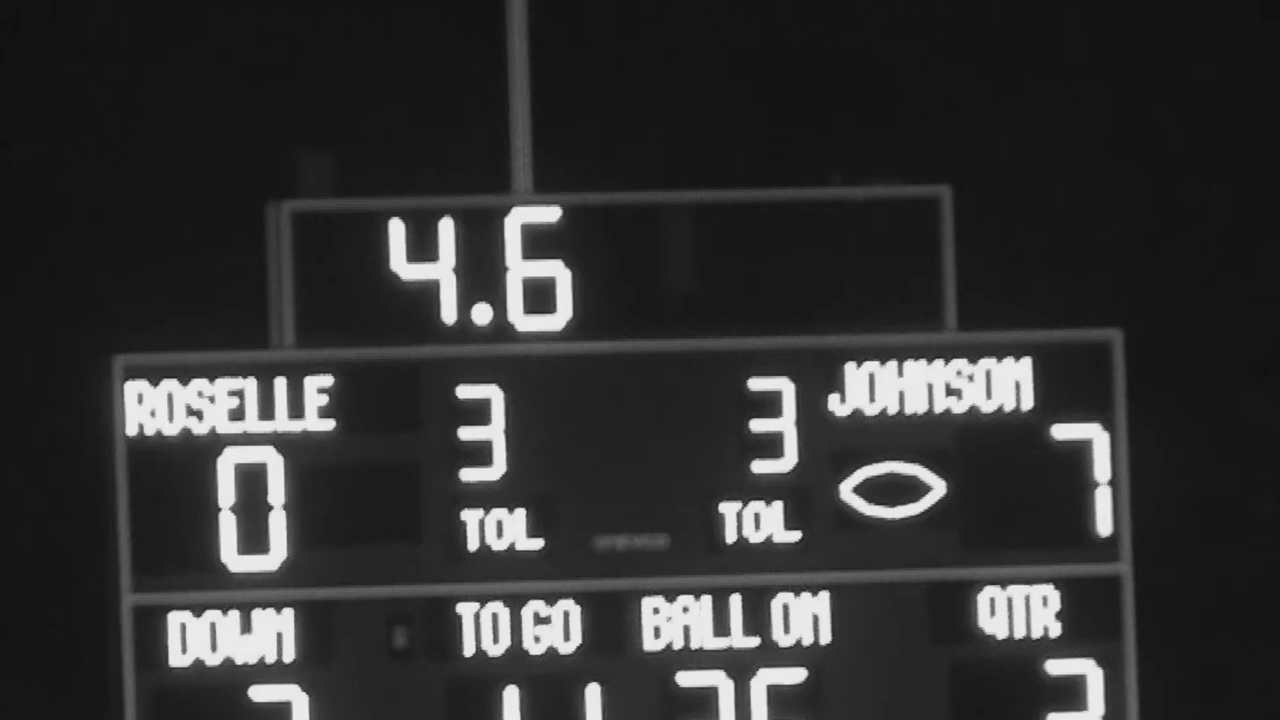 4.6
ROSELLE 3 3 JOHNSON
0 7
TOL TOL
DOWN TO GO BALL ON QTR